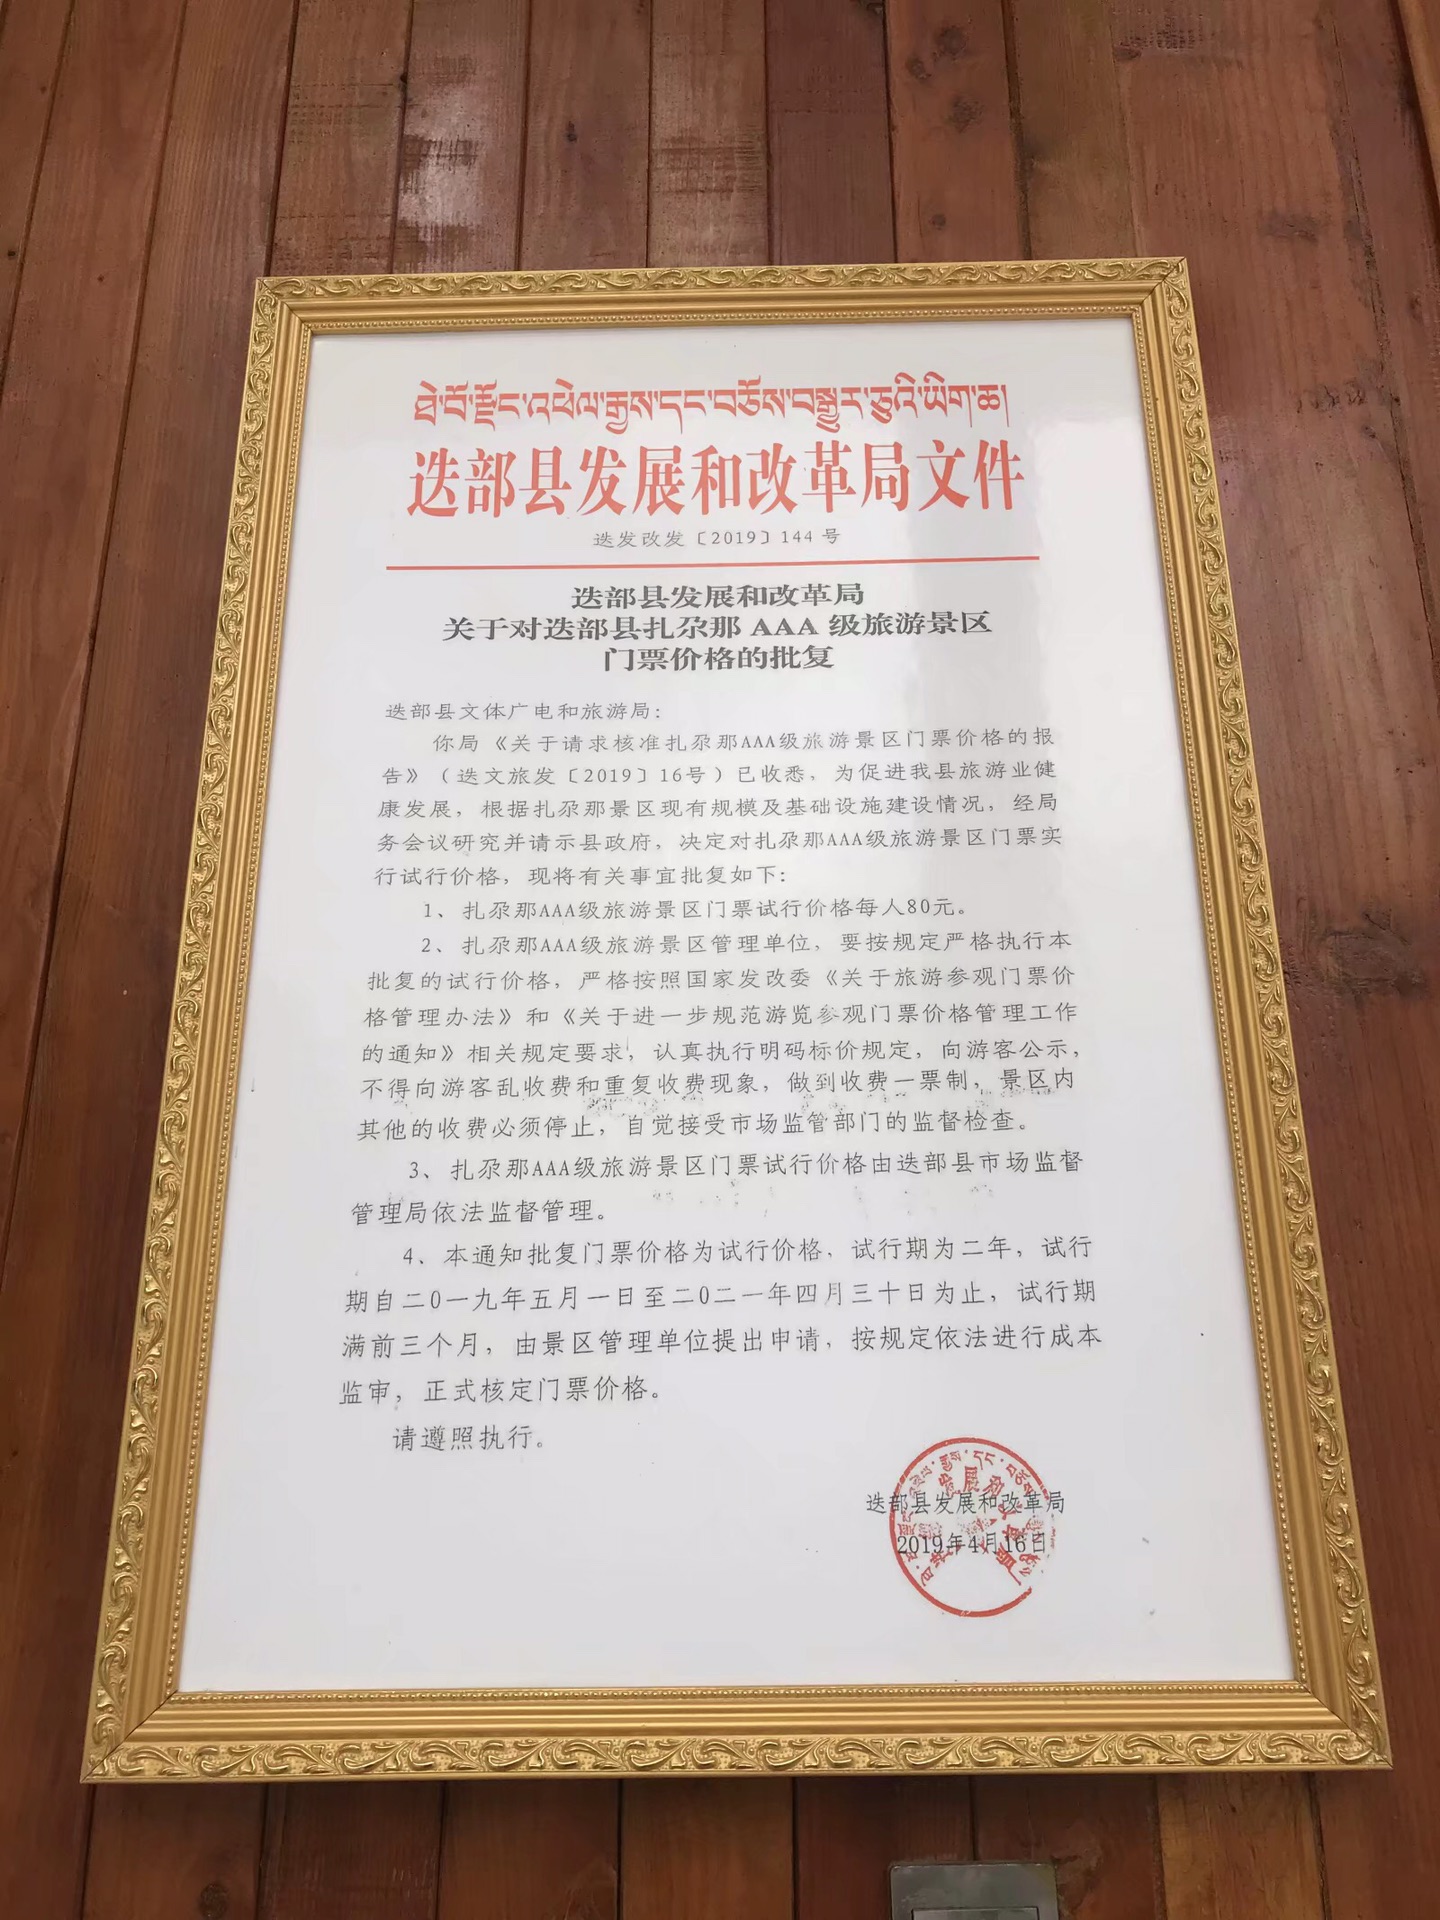 ཐེ་བོ་རྫོང་འཕེལ་རྒྱས་དང་བཅོས་བསྒྱུར་ཅུའི་ཡིག་ཆ།
迭部县发展和改革局文件
迭发改发〔2019〕144 号
迭部县发展和改革局
关于对迭部县扎尕那 AAA 级旅游景区
门票价格的批复
迭部县文体广电和旅游局：
你局《关于请求核准扎尕那AAA级旅游景区门票价格的报
告》（迭文旅发〔2019〕16号）已收悉，为促进我县旅游业健
康发展，根据扎尕那景区现有规模及基础设施建设情况，经局
务会议研究并请示县政府，决定对扎尕那AAA级旅游景区门票实
行试行价格，现将有关事宜批复如下：
1、扎尕那AAA级旅游景区门票试行价格每人80元。
2、扎尕那AAA级旅游景区管理单位，要按规定严格执行本
批复的试行价格，严格按照国家发改委《关于旅游参观门票价
格管理办法》和《关于进一步规范游览参观门票价格管理工作
的通知》相关规定要求，认真执行明码标价规定，向游客公示，
不得向游客乱收费和重复收费现象，做到收费一票制，景区内
其他的收费必须停止，自觉接受市场监管部门的监督检查。
3、扎尕那AAA级旅游景区门票试行价格由迭部县市场监督
管理局依法监督管理。
4、本通知批复门票价格为试行价格，试行期为二年，试行
期自二0一九年五月一日至二0二一年四月三十日为止，试行期
满前三个月，由景区管理单位提出申请，按规定依法进行成本
监审，正式核定门票价格。
请遵照执行。
迭部县发展和改革局
2019年4月16日